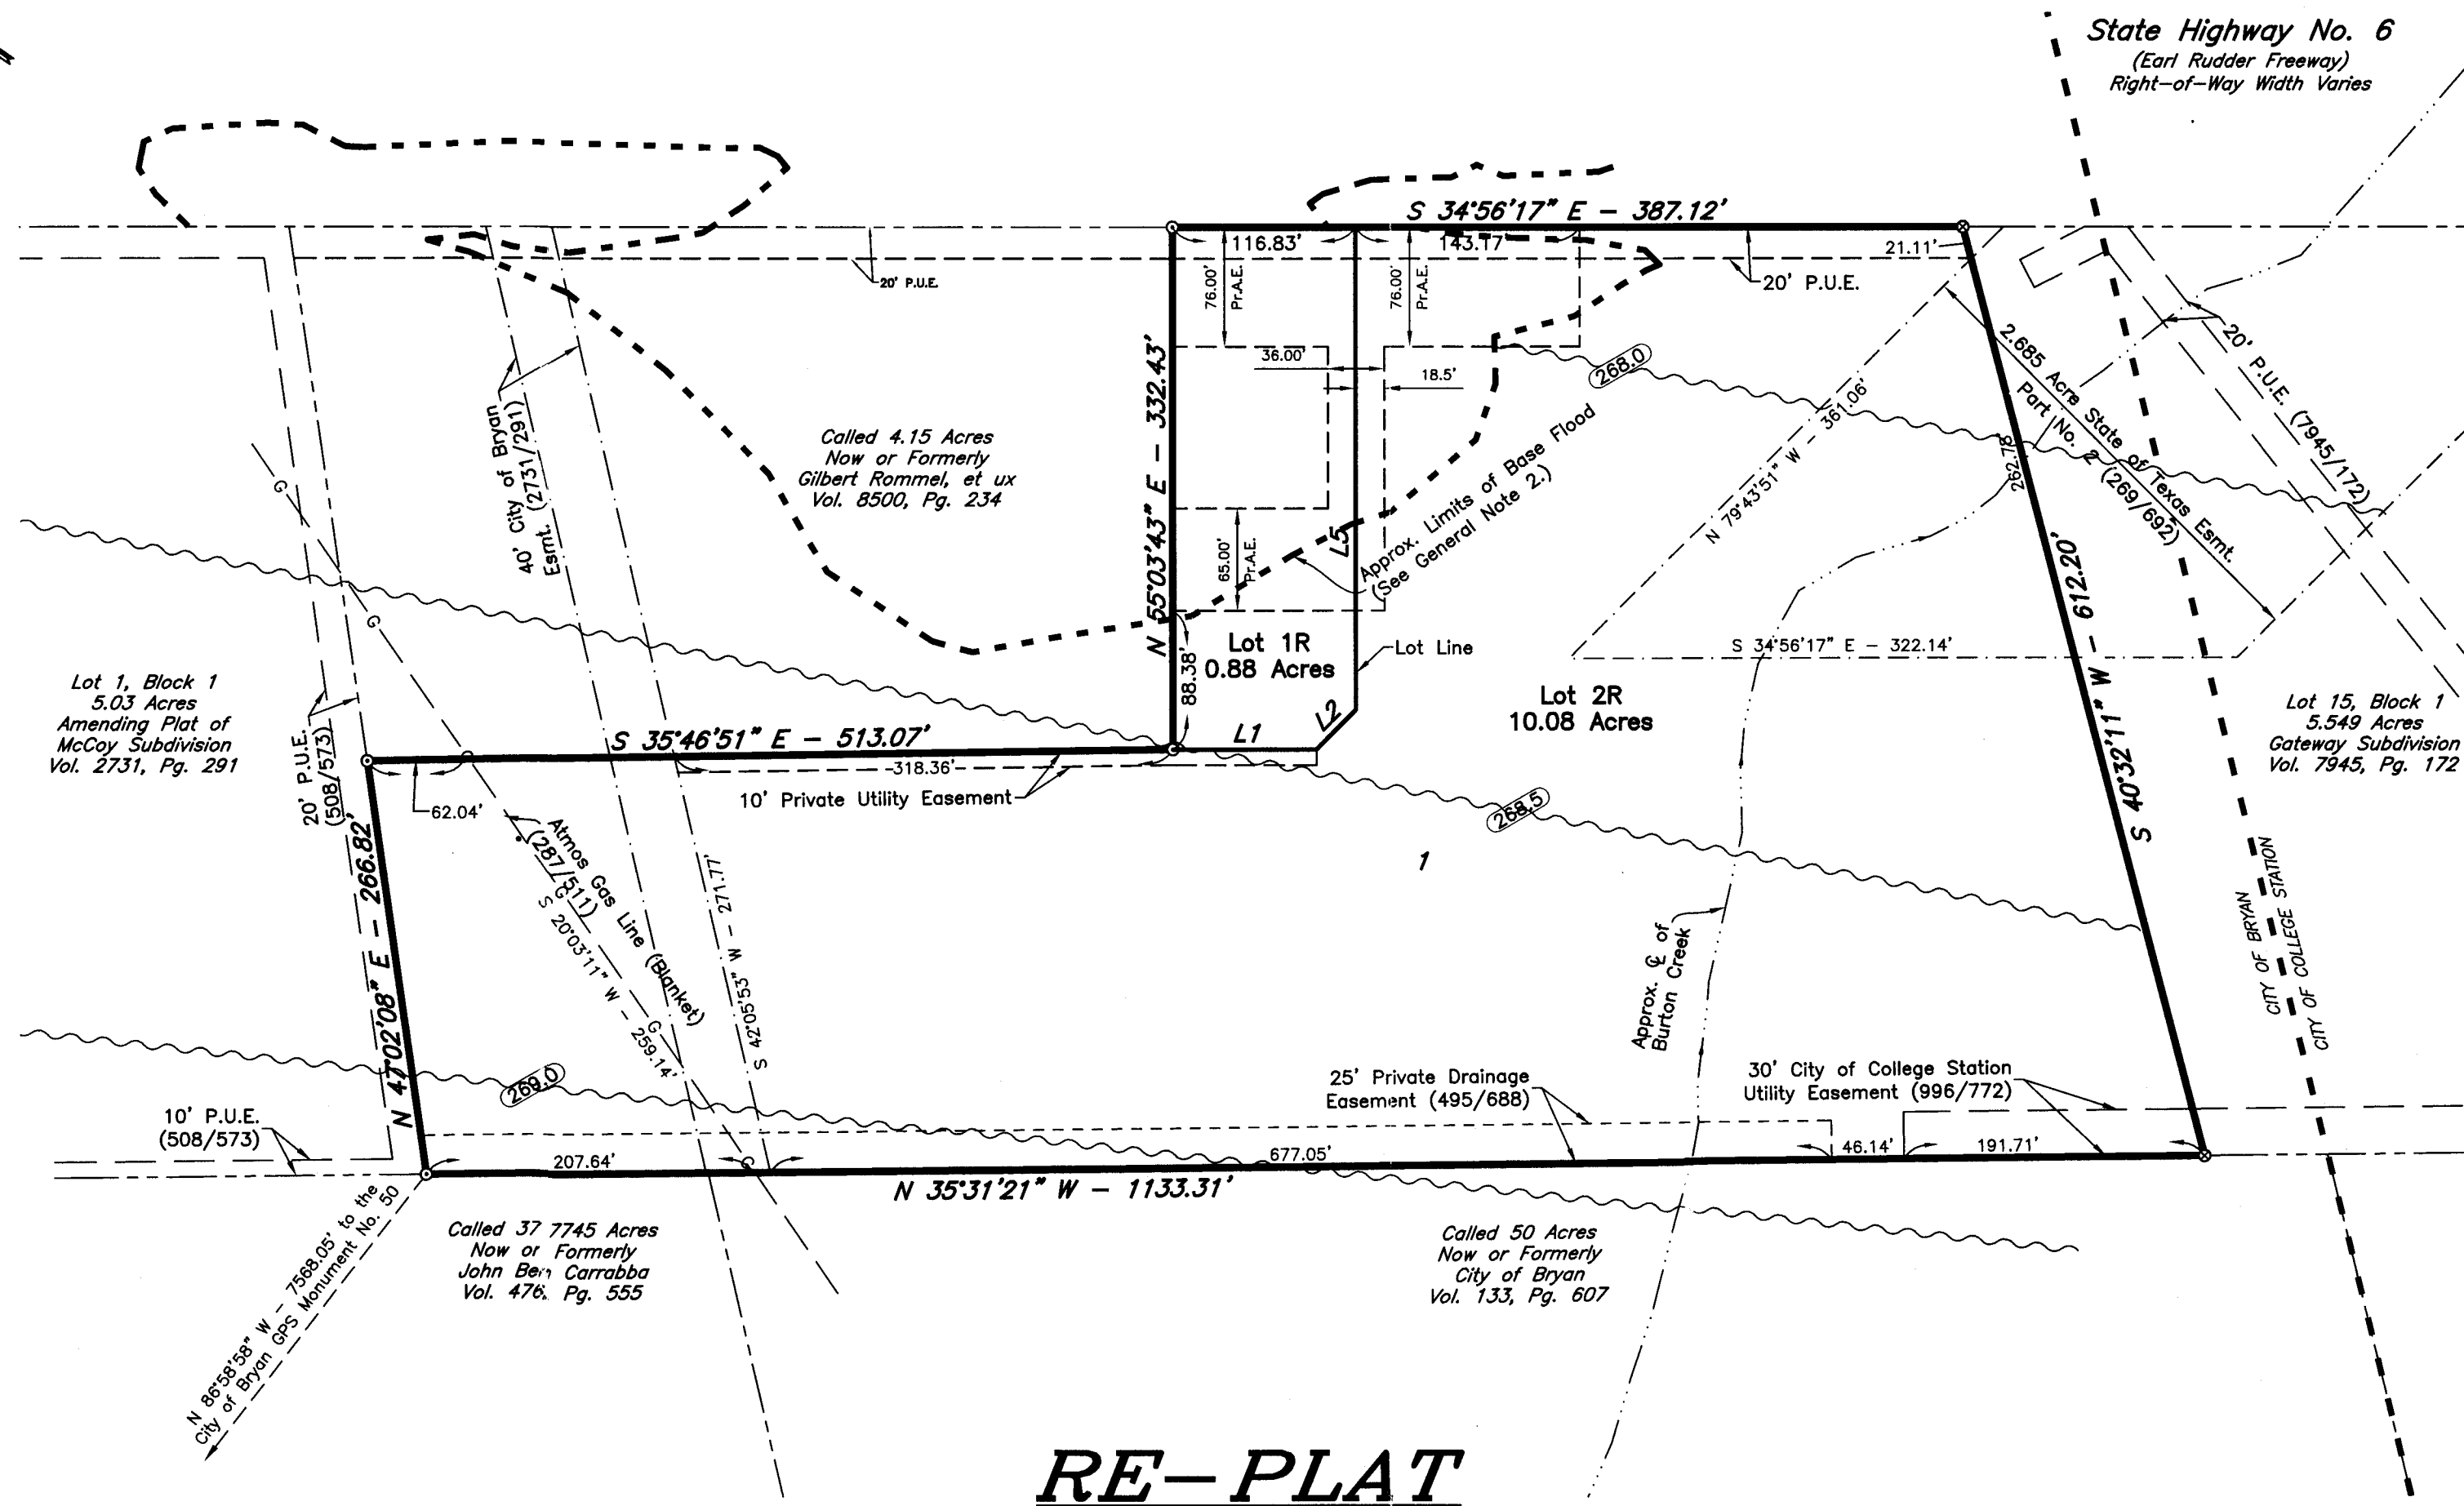 State Highway No. 6
(Earl Rudder Freeway)
Right-of-Way Width Varies
S 34°56'17" E - 387.12'
116.83'
143.17'
21.11'
20' P.U.E.
20' P.U.E.
76.00'
Pr.A.E.
76.00'
Pr.A.E.
36.00'
18.5'
268.0
2.685 Acre State of Texas Esmt.
Part No. 2 (269/692)
20' P.U.E. (7945/172)
N 79°43'51" W - 361.06'
262.78'
40' City of Bryan
Esmt. (2731/291)
Called 4.15 Acres
Now or Formerly
Gilbert Rommel, et ux
Vol. 8500, Pg. 234
N 55°03'43" E - 332.43'
L5
Approx. Limits of Base Flood
(See General Note 2.)
65.00'
Pr.A.E.
G
G
S 40°32'11" W - 612.20'
Lot 1R
0.88 Acres
88.38'
Lot Line
S 34°56'17" E - 322.14'
Lot 1, Block 1
5.03 Acres
Amending Plat of
McCoy Subdivision
Vol. 2731, Pg. 291
20' P.U.E.
(508/573)
Lot 2R
10.08 Acres
Lot 15, Block 1
5.549 Acres
Gateway Subdivision
Vol. 7945, Pg. 172
S 35°46'51" E - 513.07'
L1
L2
G
318.36'
10' Private Utility Easement
62.04'
268.5
1
N 47°02'08" E - 266.82'
Atmos Gas Line (Blanket)
(287/511)
G
S 20°03'11" W - 259.14'
G
S 42°05'53" W - 271.77'
Approx. ℄ of
Burton Creek
CITY OF BRYAN
CITY OF COLLEGE STATION
269.0
25' Private Drainage
Easement (495/688)
30' City of College Station
Utility Easement (996/772)
10' P.U.E.
(508/573)
207.64'
G
677.05'
46.14'
191.71'
N 35°31'21" W - 1133.31'
N 86°58'58" W - 7568.05' to the
City of Bryan GPS Monument No. 50
Called 37 7745 Acres
Now or Formerly
John Ben Carrabba
Vol. 476, Pg. 555
Called 50 Acres
Now or Formerly
City of Bryan
Vol. 133, Pg. 607
RE-PLAT